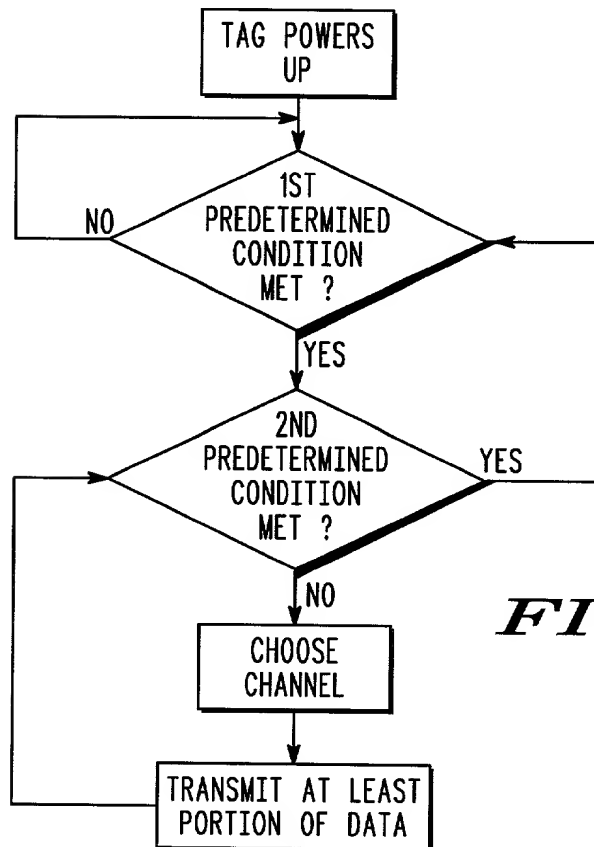 TAG POWERS
UP
1ST
PREDETERMINED
CONDITION
MET ?
NO
YES
2ND
PREDETERMINED
CONDITION
MET ?
YES
NO
FI
CHOOSE
CHANNEL
TRANSMIT AT LEAST
PORTION OF DATA